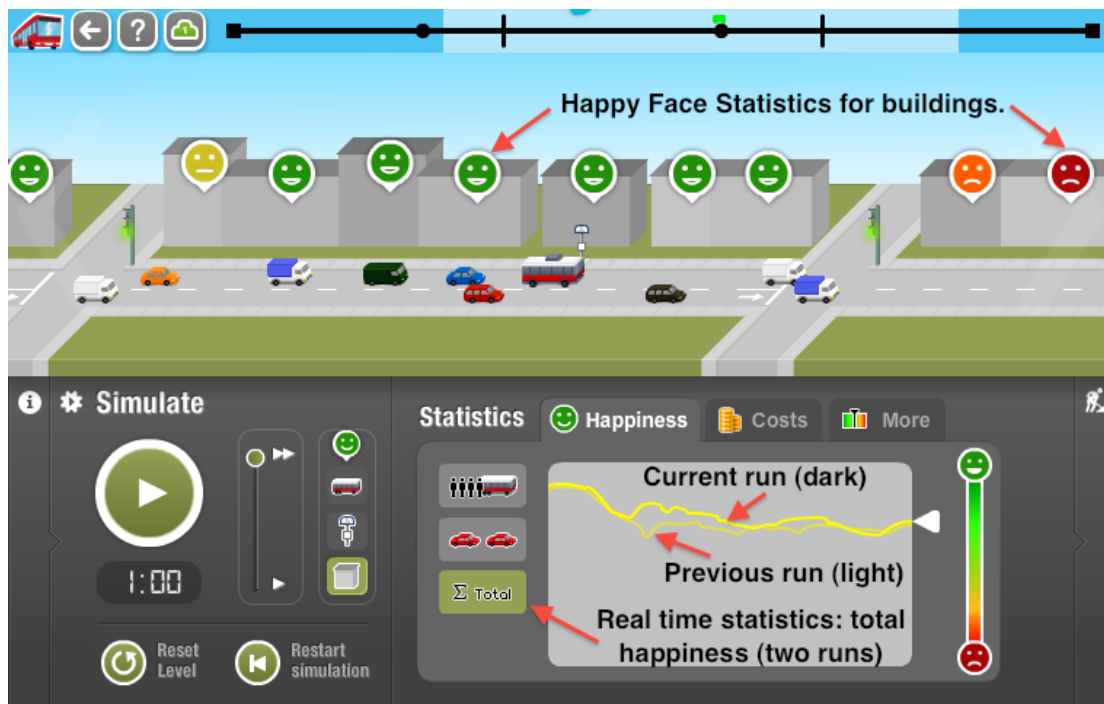 ?
1
Happy Face Statistics for buildings.
i
Simulate
1:00
Reset
Level
Restart
simulation
Statistics
Happiness
Costs
More
Σ Total
Current run (dark)
Previous run (light)
Real time statistics: total
happiness (two runs)